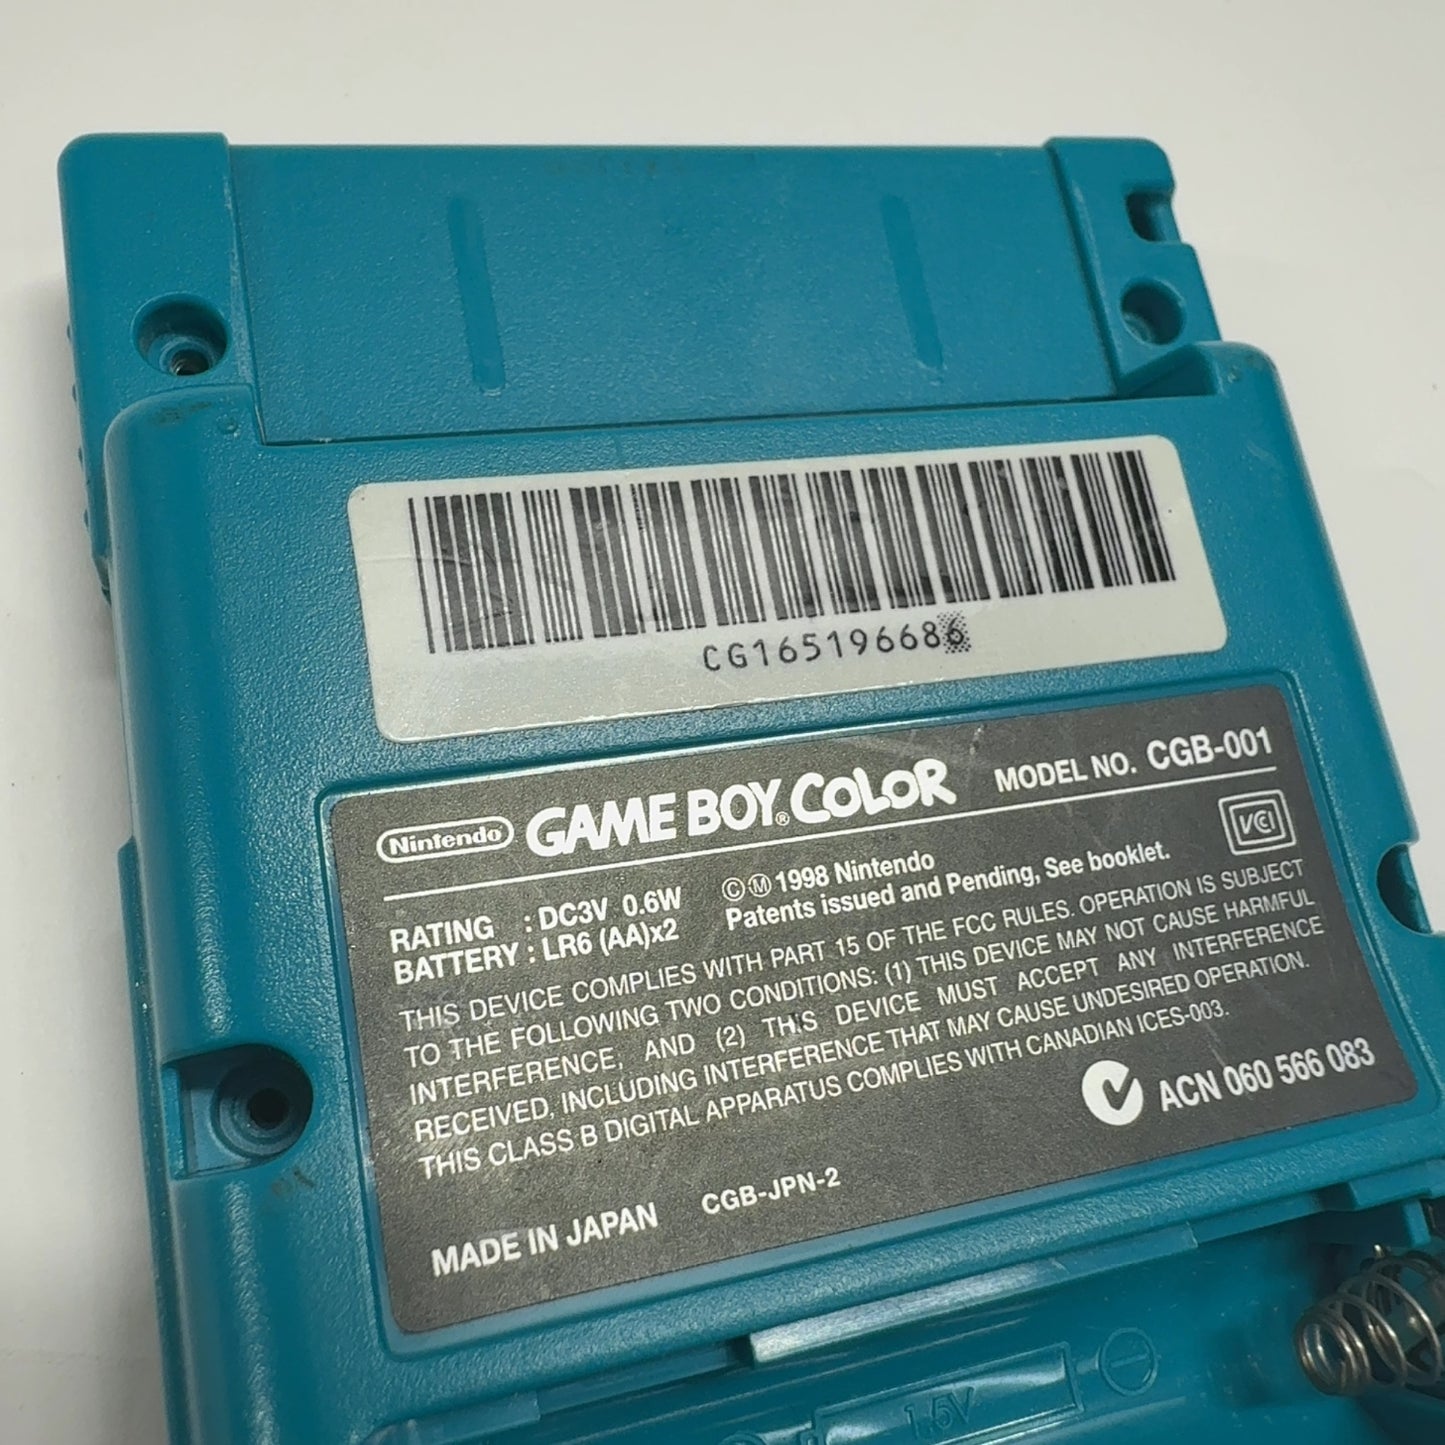 CG165196686
Nintendo GAME BOY® COLOR MODEL NO. CGB-001
RATING : DC3V 0.6W
BATTERY : LR6 (AA)x2
©Ⓜ 1998 Nintendo
Patents issued and Pending, See booklet.
VCI
THIS DEVICE COMPLIES WITH PART 15 OF THE FCC RULES. OPERATION IS SUBJECT
TO THE FOLLOWING TWO CONDITIONS: (1) THIS DEVICE MAY NOT CAUSE HARMFUL
INTERFERENCE, AND (2) THIS DEVICE MUST ACCEPT ANY INTERFERENCE
RECEIVED, INCLUDING INTERFERENCE THAT MAY CAUSE UNDESIRED OPERATION.
THIS CLASS B DIGITAL APPARATUS COMPLIES WITH CANADIAN ICES-003.
ACN 060 566 083
MADE IN JAPAN CGB-JPN-2
1.5V